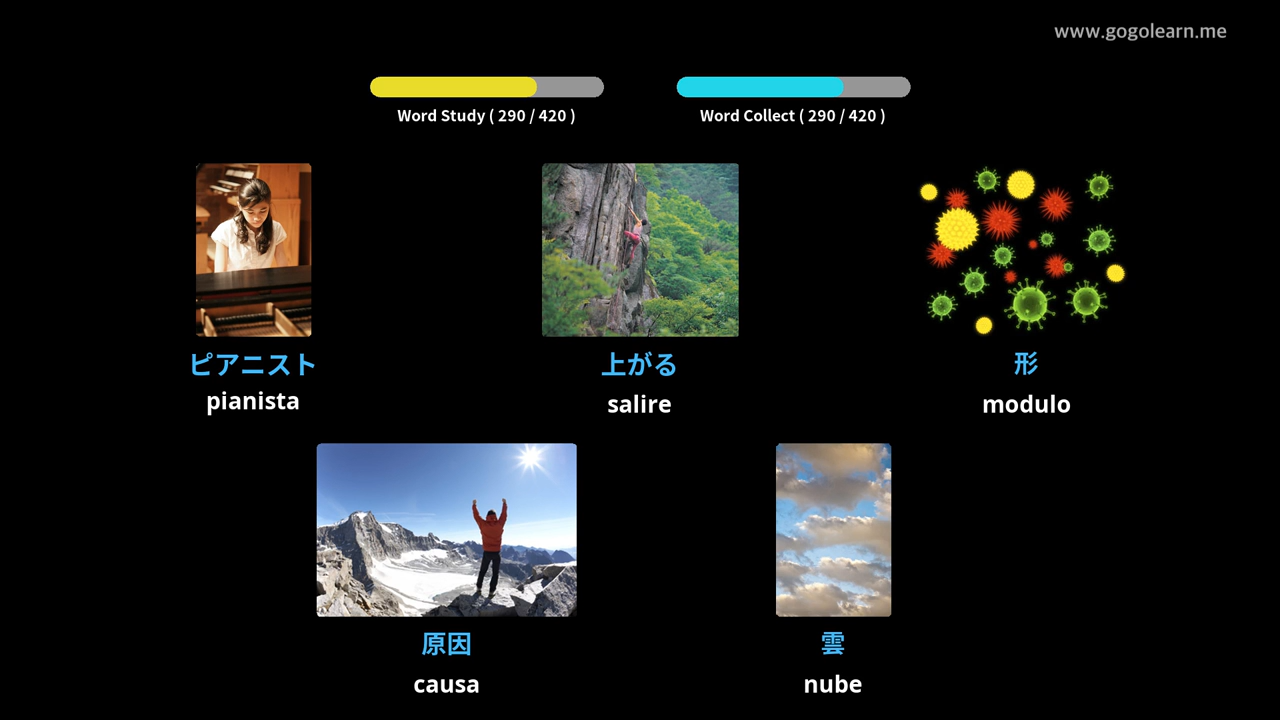 www.gogolearn.me
Word Study ( 290 / 420 )
Word Collect ( 290 / 420 )
ピアニスト
pianista
上がる
salire
形
modulo
原因
causa
雲
nube